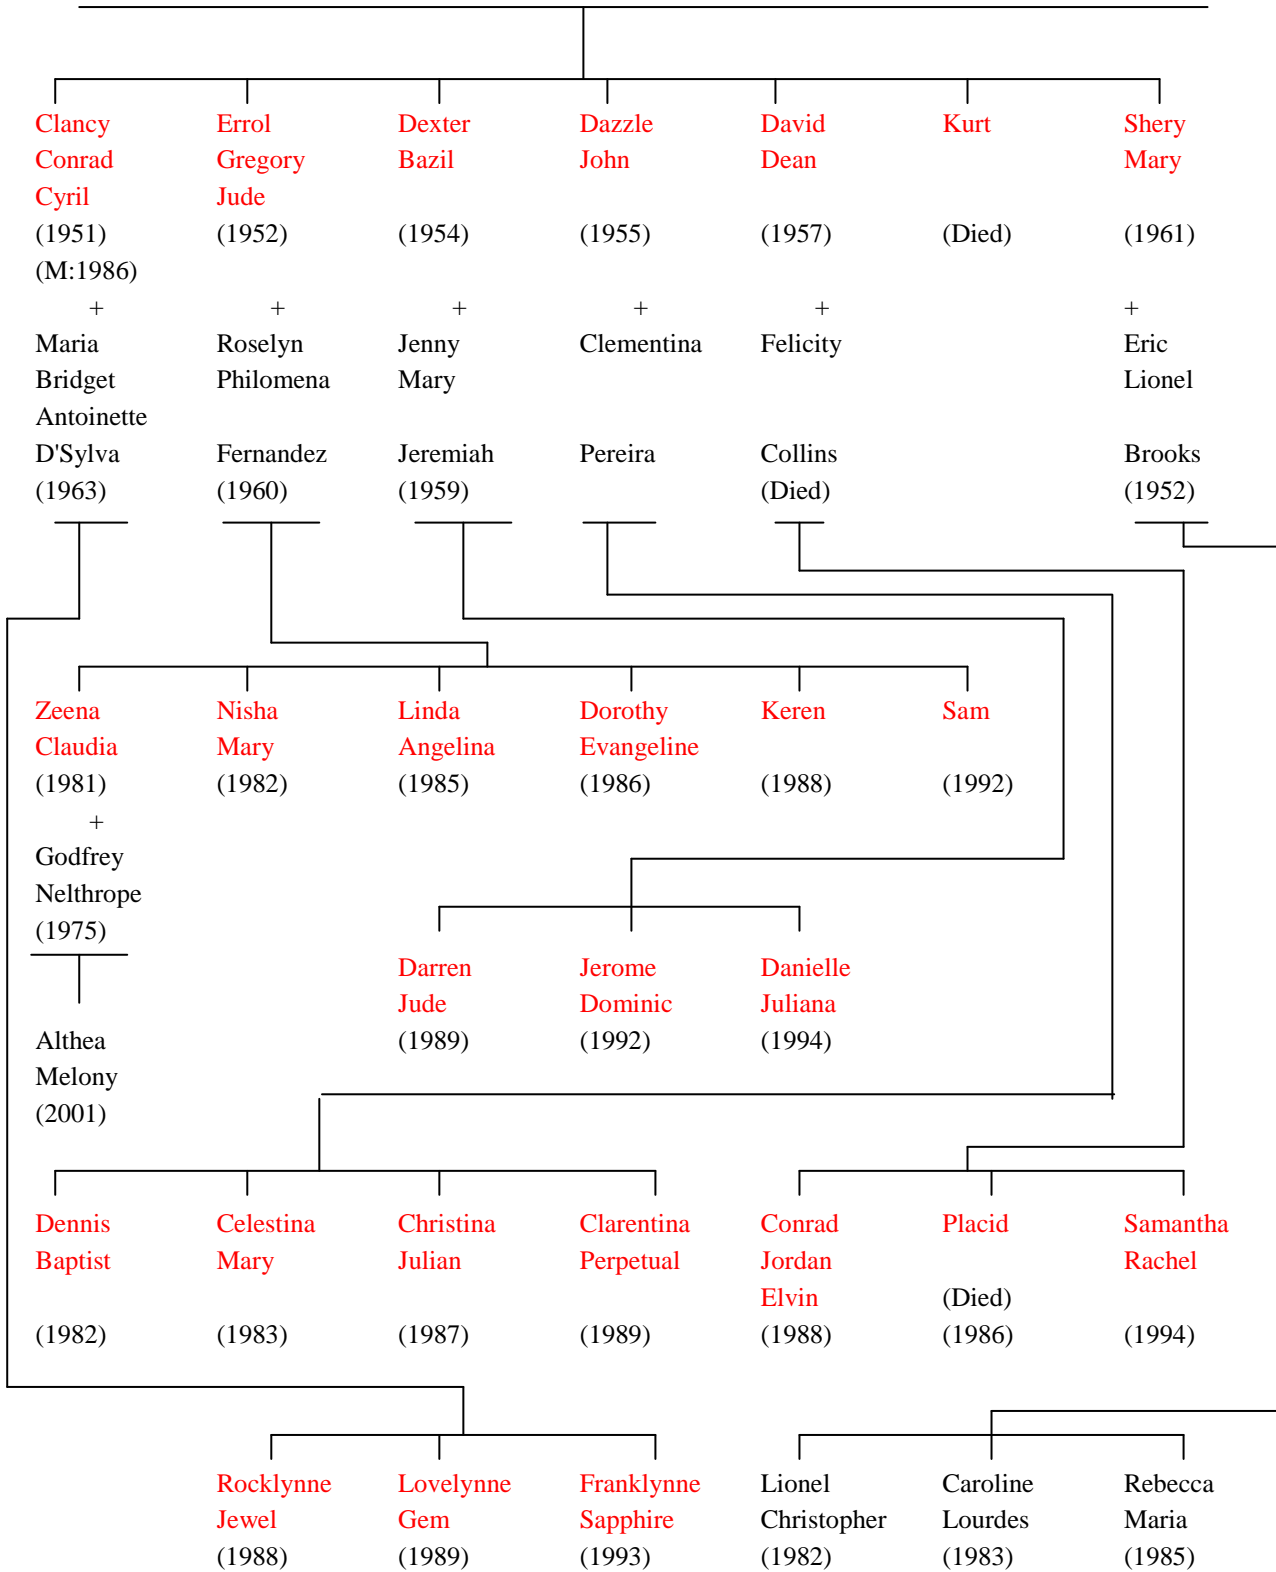 Clancy Errol Dexter Dazzle David Kurt Shery
Conrad Gregory Bazil John Dean Mary
Cyril Jude
(1951) (1952) (1954) (1955) (1957) (Died) (1961)
(M:1986)
+ + + + + +
Maria Roselyn Jenny Clementina Felicity Eric
Bridget Philomena Mary Lionel
Antoinette
D'Sylva Fernandez Jeremiah Pereira Collins Brooks
(1963) (1960) (1959) (Died) (1952)
Zeena Nisha Linda Dorothy Keren Sam
Claudia Mary Angelina Evangeline
(1981) (1982) (1985) (1986) (1988) (1992)
+
Godfrey
Nelthrope
(1975)
Darren Jerome Danielle
Jude Dominic Juliana
(1989) (1992) (1994)
Althea
Melony
(2001)
Dennis Celestina Christina Clarentina Conrad Placid Samantha
Baptist Mary Julian Perpetual Jordan Rachel
Elvin (Died)
(1982) (1983) (1987) (1989) (1988) (1986) (1994)
Rocklynne Lovelynne Franklynne Lionel Caroline Rebecca
Jewel Gem Sapphire Christopher Lourdes Maria
(1988) (1989) (1993) (1982) (1983) (1985)